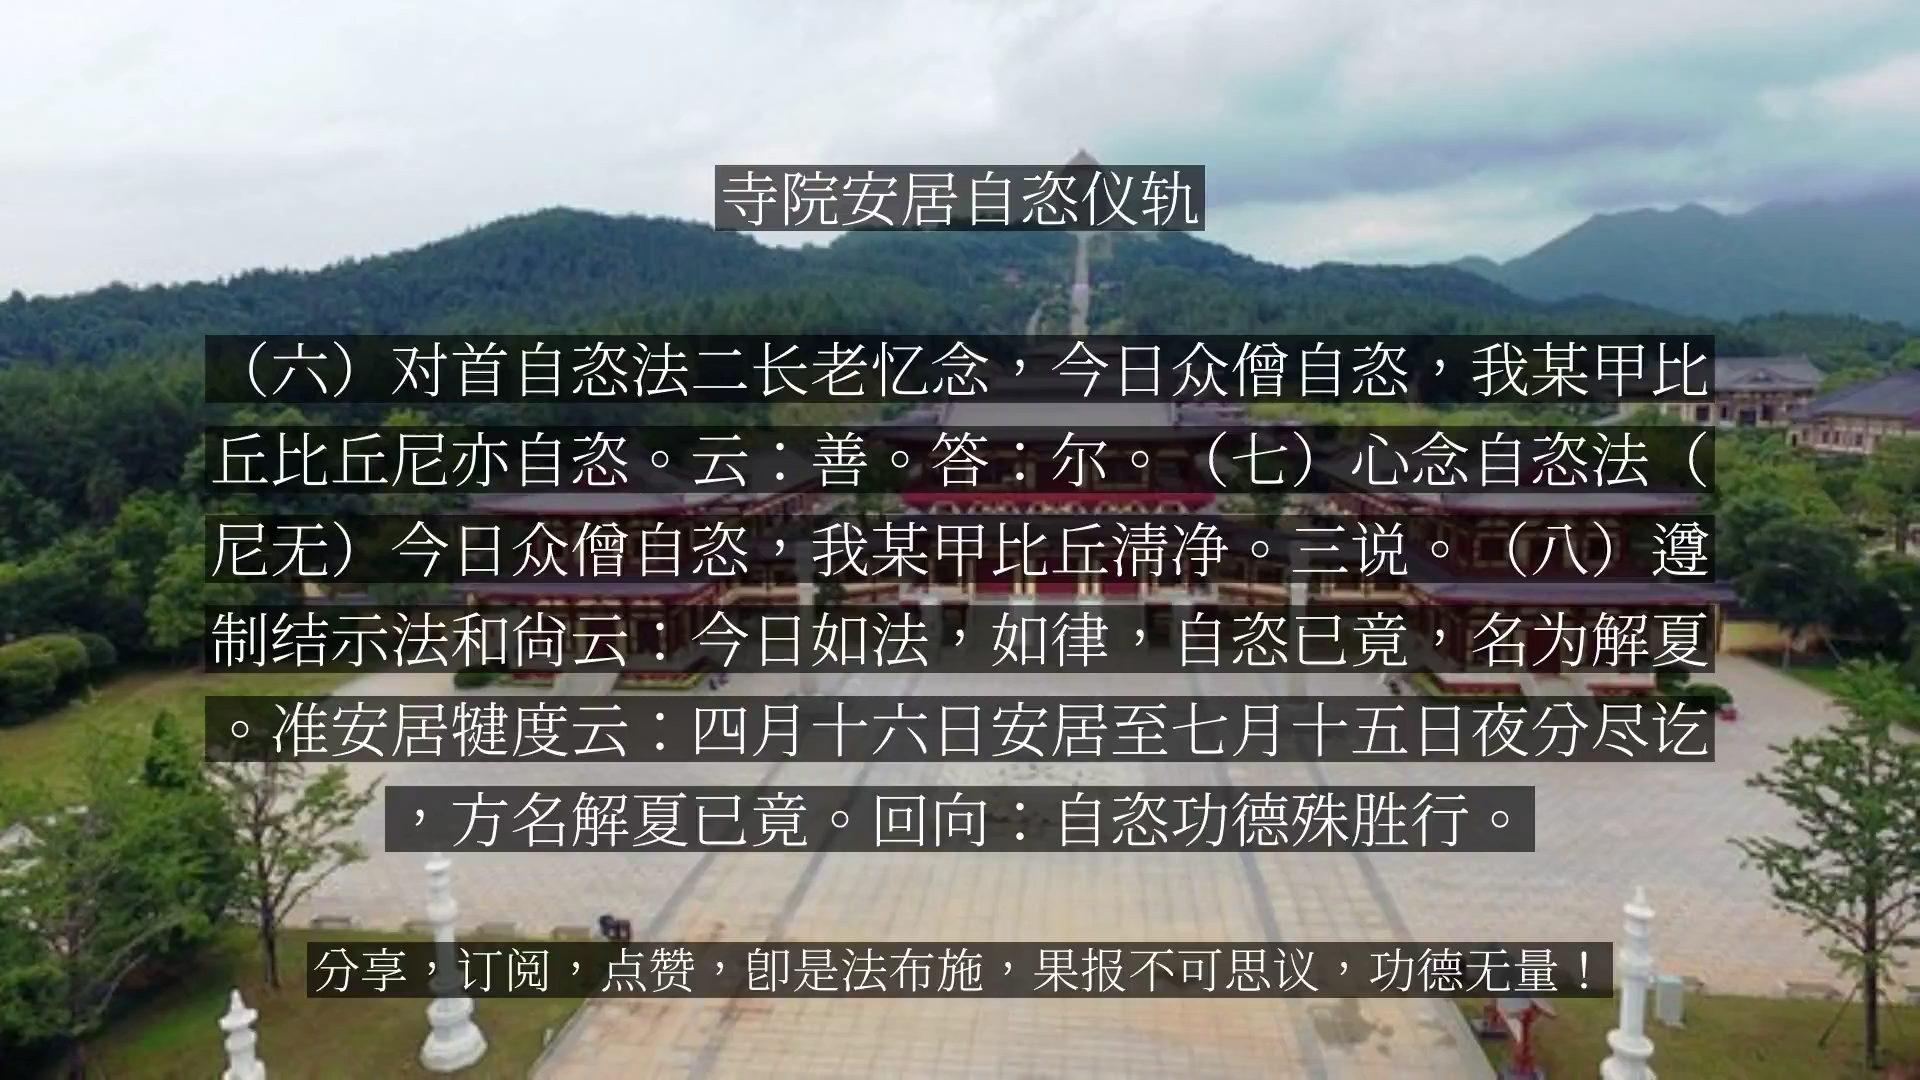 寺院安居自恣仪轨
（六）对首自恣法二长老忆念，今日众僧自恣，我某甲比
丘比丘尼亦自恣。云：善。答：尔。（七）心念自恣法（
尼无）今日众僧自恣，我某甲比丘清净。三说。（八）遵
制结示法和尚云：今日如法，如律，自恣已竟，名为解夏
。准安居犍度云：四月十六日安居至七月十五日夜分尽讫
，方名解夏已竟。回向：自恣功德殊胜行。
分享，订阅，点赞，即是法布施，果报不可思议，功德无量！